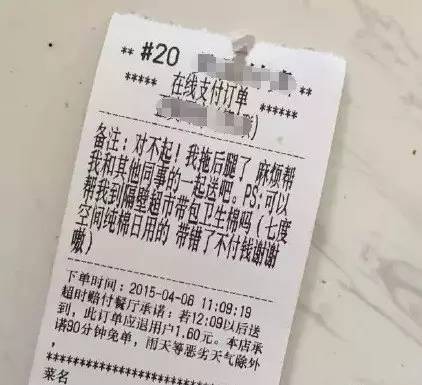 ** #20
***** 在线支付订单 ******
)
备注：对不起！我拖后腿了 麻烦帮
我和其他同事的一起送吧。PS:可以
帮我到隔壁超市带包卫生棉吗（七度
空间纯棉日用的 带错了不付钱谢谢
嗷）
下单时间：2015-04-06 11:09:19
超时赔付餐厅承诺：若12:09以后送
到，此订单应退用户1.60元。本店承
诺90分钟免单，雨天等恶劣天气除外
，
******************
菜名